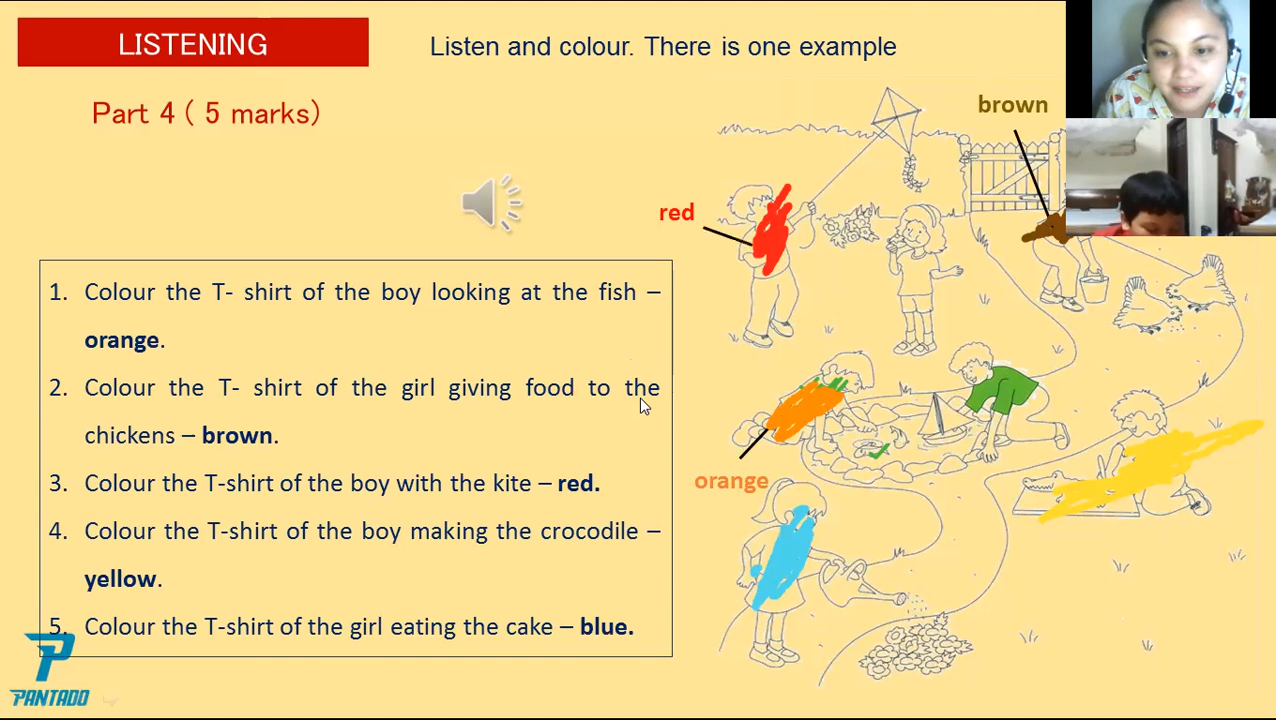 LISTENING
Listen and colour. There is one example
Part 4 ( 5 marks)
brown
red
1. Colour the T- shirt of the boy looking at the fish –
orange.
2. Colour the T- shirt of the girl giving food to the
chickens – brown.
3. Colour the T-shirt of the boy with the kite – red.
4. Colour the T-shirt of the boy making the crocodile –
yellow.
5. Colour the T-shirt of the girl eating the cake – blue.
orange
PANTADO